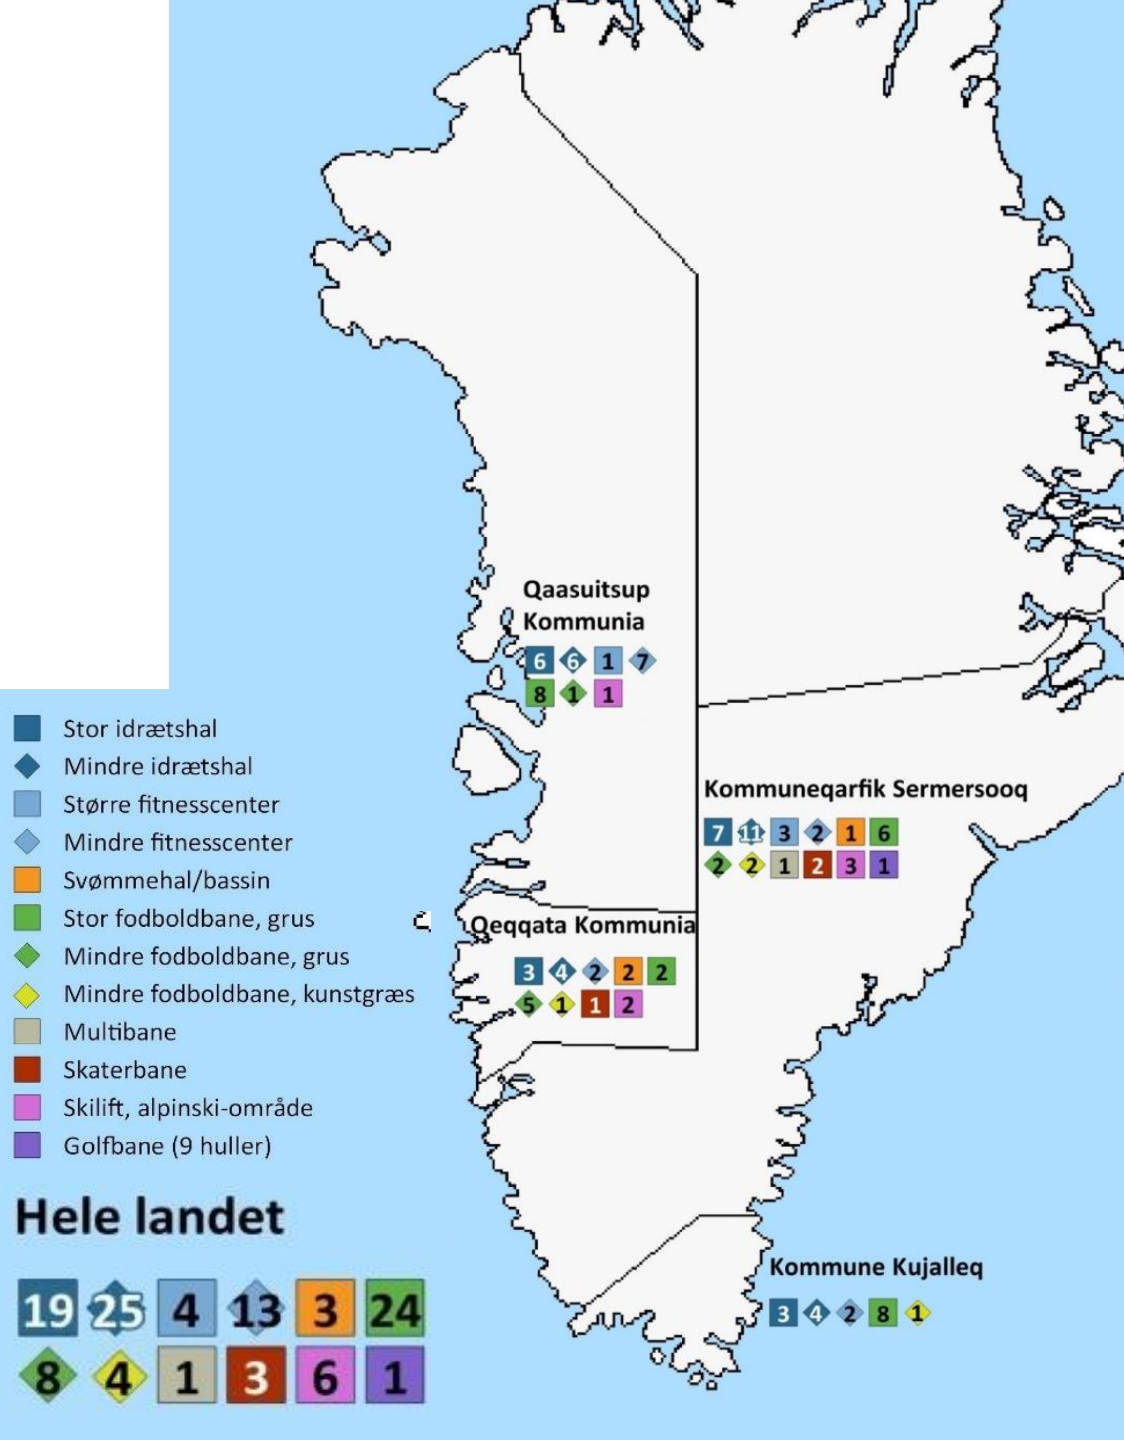 Qaasuitsup
Kommunia
6 6 1 7
8 1 1
Stor idrætshal
Mindre idrætshal
Større fitnesscenter
Mindre fitnesscenter
Svømmehal/bassin
Stor fodboldbane, grus
Mindre fodboldbane, grus
Mindre fodboldbane, kunstgræs
Multibane
Skaterbane
Skilift, alpinski-område
Golfbane (9 huller)
Kommuneqarfik Sermersooq
7 11 3 2 1 6
2 2 1 2 3 1
Qeqqata Kommunia
3 4 2 2 2
5 1 1 2
Hele landet
19 25 4 13 3 24
8 4 1 3 6 1
Kommune Kujalleq
3 4 2 8 1